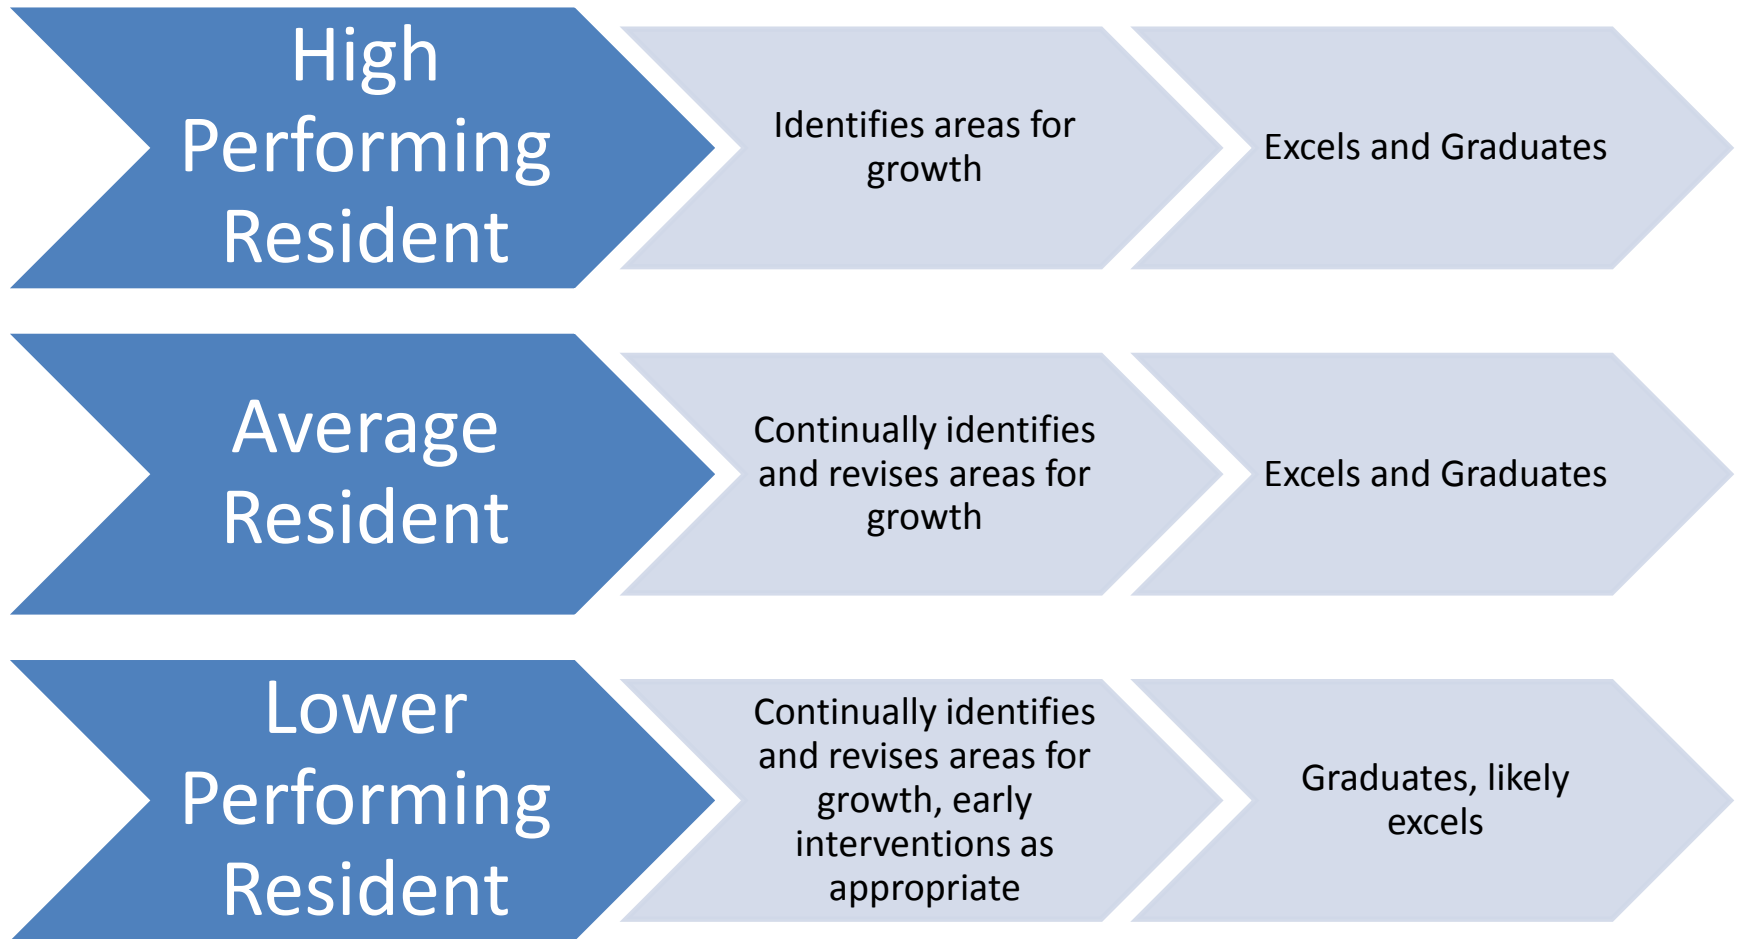 High
Performing
Resident
Identifies areas for
growth
Excels and Graduates
Average
Resident
Continually identifies
and revises areas for
growth
Excels and Graduates
Lower
Performing
Resident
Continually identifies
and revises areas for
growth, early
interventions as
appropriate
Graduates, likely
excels